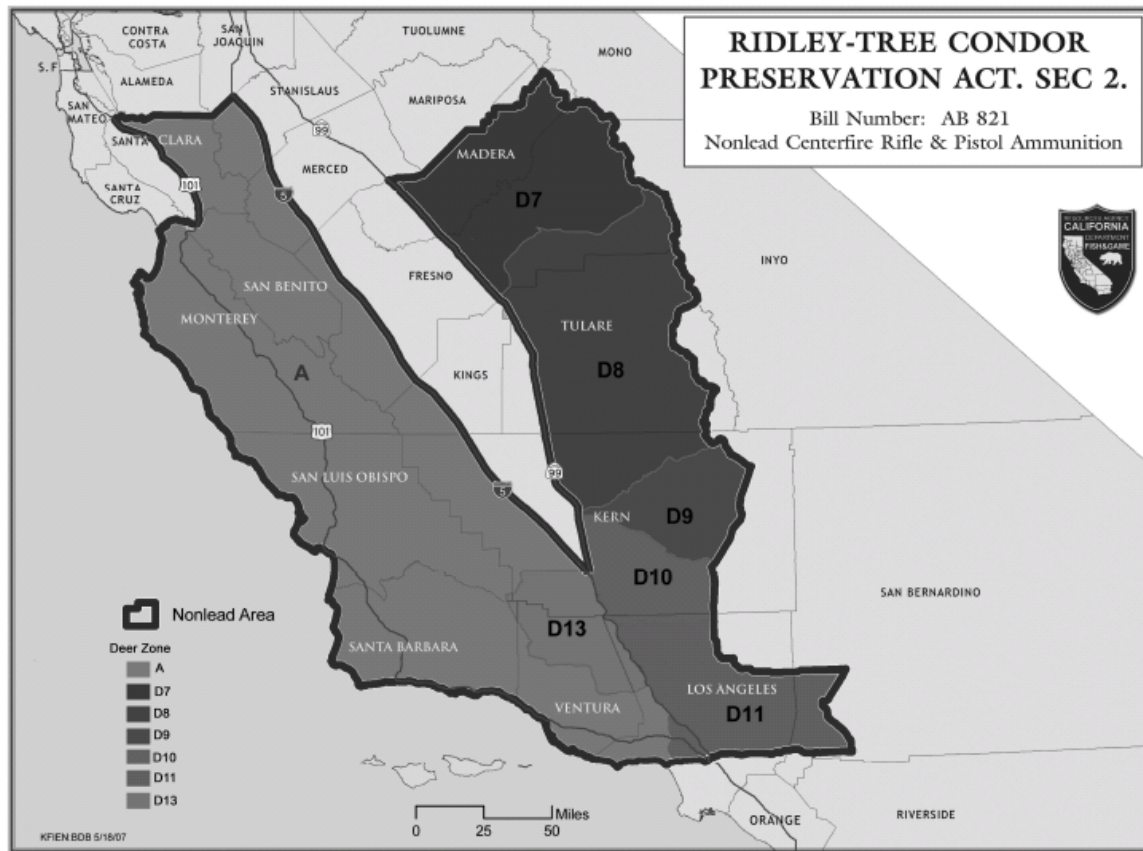 RIDLEY-TREE CONDOR
PRESERVATION ACT. SEC 2.
Bill Number: AB 821
Nonlead Centerfire Rifle & Pistol Ammunition
RESOURCES AGENCY
CALIFORNIA
DEPARTMENT
FISH&GAME
CONTRA
COSTA
SAN
JOAQUIN
TUOLUMNE
MONO
S.F
ALAMEDA
STANISLAUS
MARIPOSA
SAN
MATEO
SANTA CLARA
99
MADERA
MERCED
SANTA
CRUZ
101
5
D7
INYO
FRESNO
SAN BENITO
MONTEREY
TULARE
A
KINGS
D8
101
SAN LUIS OBISPO
99
5
KERN
D9
D10
SAN BERNARDINO
D13
SANTA BARBARA
LOS ANGELES
VENTURA
D11
ORANGE
RIVERSIDE
Nonlead Area
Deer Zone
A
D7
D8
D9
D10
D11
D13
Miles
0 25 50
KFIEN.BDB 5/18/07